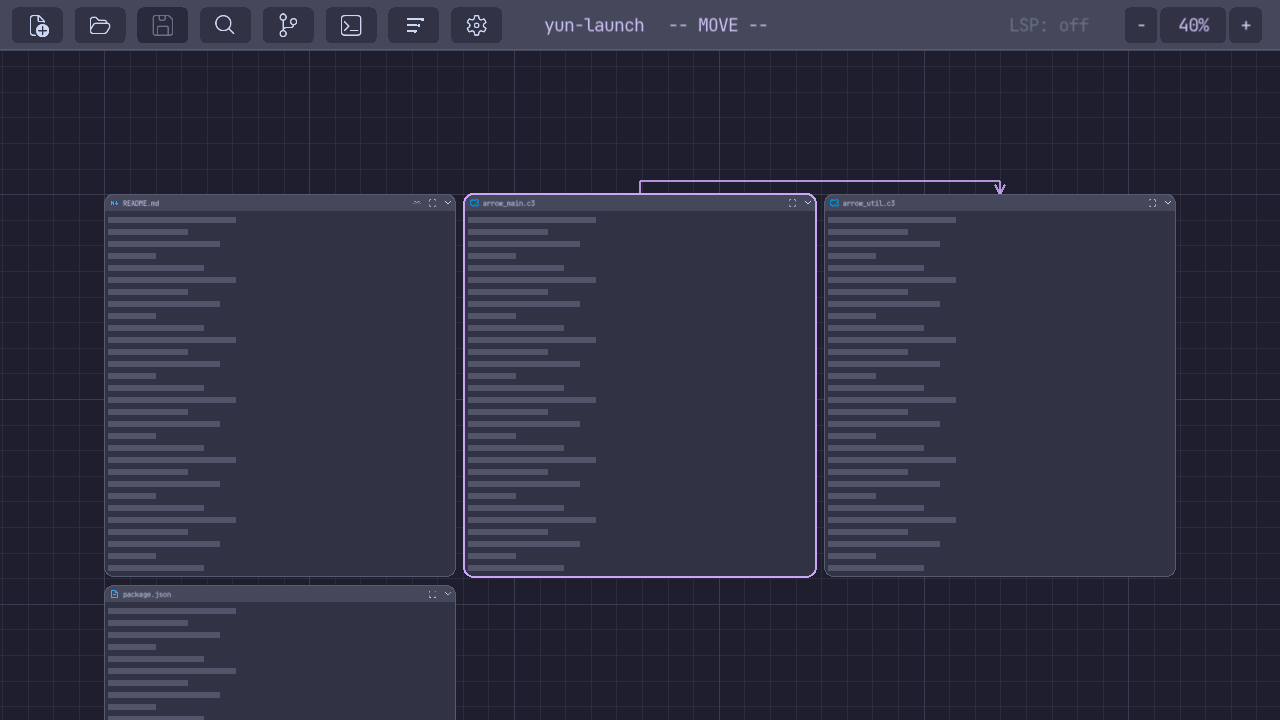 yun-launch -- MOVE --
LSP: off
- 40% +
README.md
arrow_main.c3
arrow_util.c3
package.json